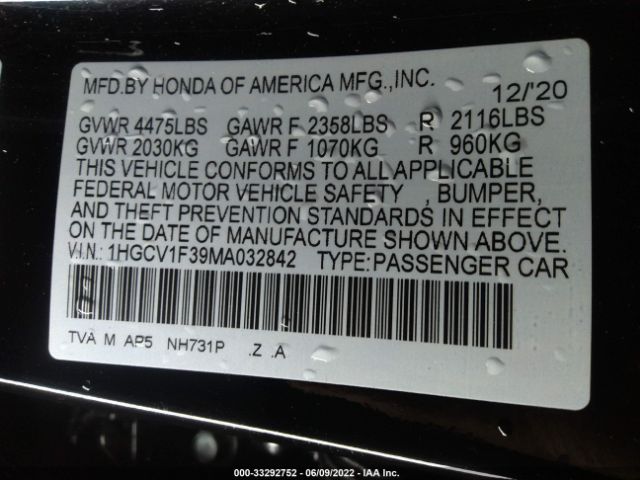 MFD.BY HONDA OF AMERICA MFG.,INC. 12/'20
GVWR 4475LBS GAWR F 2358LBS R 2116LBS
GVWR 2030KG GAWR F 1070KG R 960KG
THIS VEHICLE CONFORMS TO ALL APPLICABLE
FEDERAL MOTOR VEHICLE SAFETY , BUMPER,
AND THEFT PREVENTION STANDARDS IN EFFECT
ON THE DATE OF MANUFACTURE SHOWN ABOVE.
V.I.N.: 1HGCV1F39MA032842 TYPE:PASSENGER CAR
TVA M AP5 NH731P .Z .A
000-33292752 - 06/09/2022 - IAA Inc.